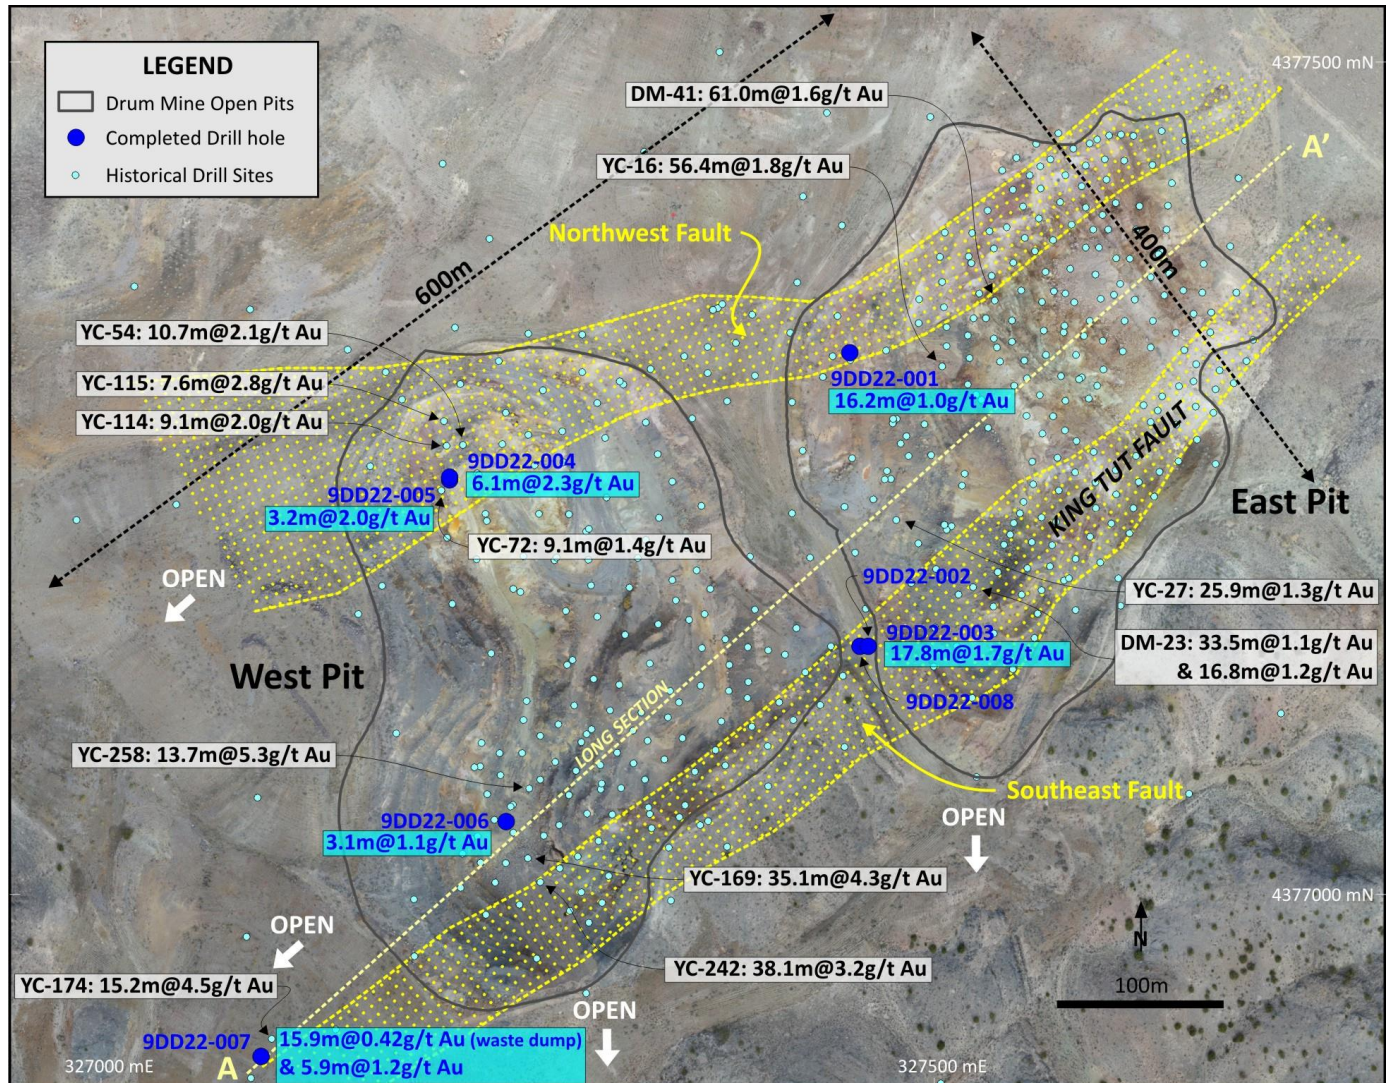 LEGEND
Drum Mine Open Pits
Completed Drill hole
Historical Drill Sites
4377500 mN
DM-41: 61.0m@1.6g/t Au
A'
YC-16: 56.4m@1.8g/t Au
Northwest Fault
400m
600m
YC-54: 10.7m@2.1g/t Au
YC-115: 7.6m@2.8g/t Au
YC-114: 9.1m@2.0g/t Au
9DD22-001
16.2m@1.0g/t Au
KING TUT FAULT
9DD22-004
6.1m@2.3g/t Au
9DD22-005
3.2m@2.0g/t Au
East Pit
YC-72: 9.1m@1.4g/t Au
OPEN
9DD22-002
YC-27: 25.9m@1.3g/t Au
9DD22-003
17.8m@1.7g/t Au
DM-23: 33.5m@1.1g/t Au
& 16.8m@1.2g/t Au
West Pit
9DD22-008
LONG SECTION
YC-258: 13.7m@5.3g/t Au
Southeast Fault
OPEN
9DD22-006
3.1m@1.1g/t Au
YC-169: 35.1m@4.3g/t Au
4377000 mN
OPEN
N
YC-242: 38.1m@3.2g/t Au
YC-174: 15.2m@4.5g/t Au
100m
OPEN
9DD22-007
15.9m@0.42g/t Au (waste dump)
& 5.9m@1.2g/t Au
327000 mE
A
327500 mE